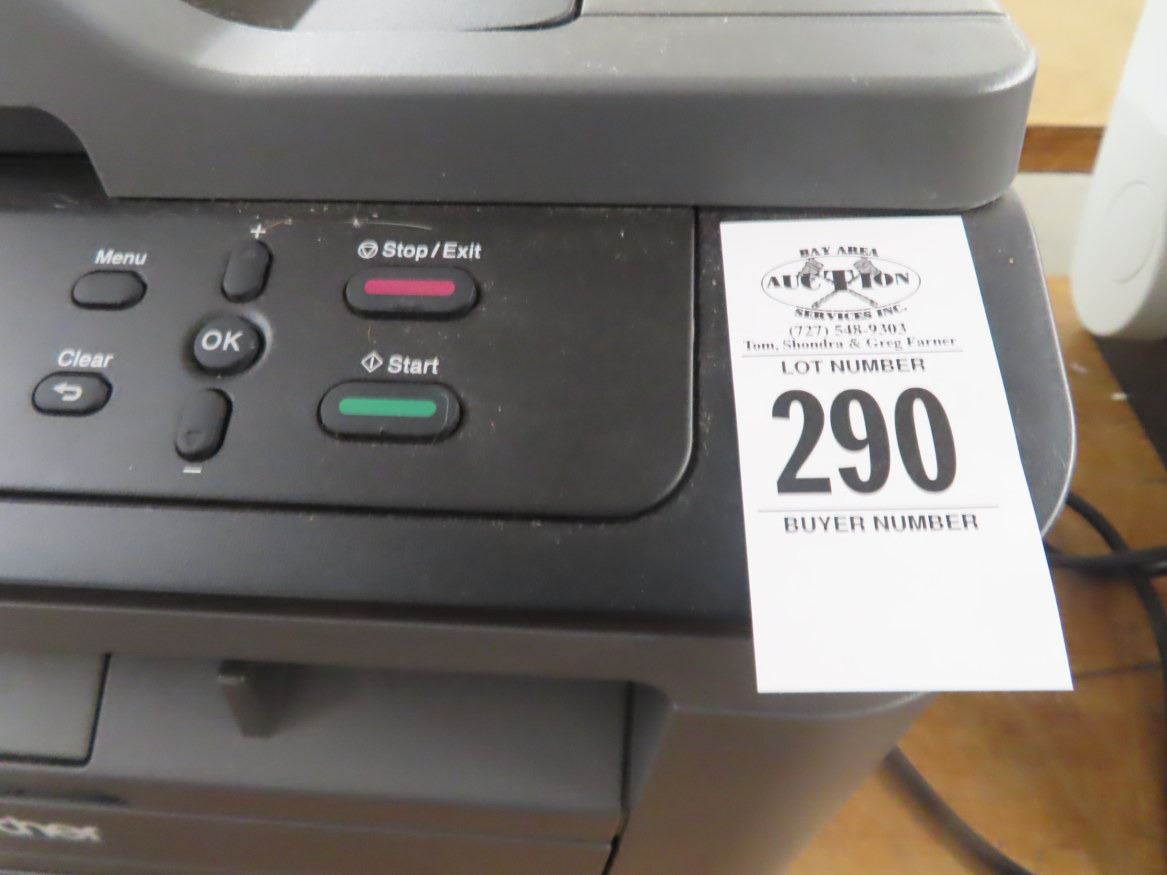 Menu
+
Stop / Exit
OK
Clear
Start
–
BAY AREA
AUCTION
SERVICES INC.
(727) 548-9303
Tom, Shondra & Greg Farner
LOT NUMBER
290
BUYER NUMBER